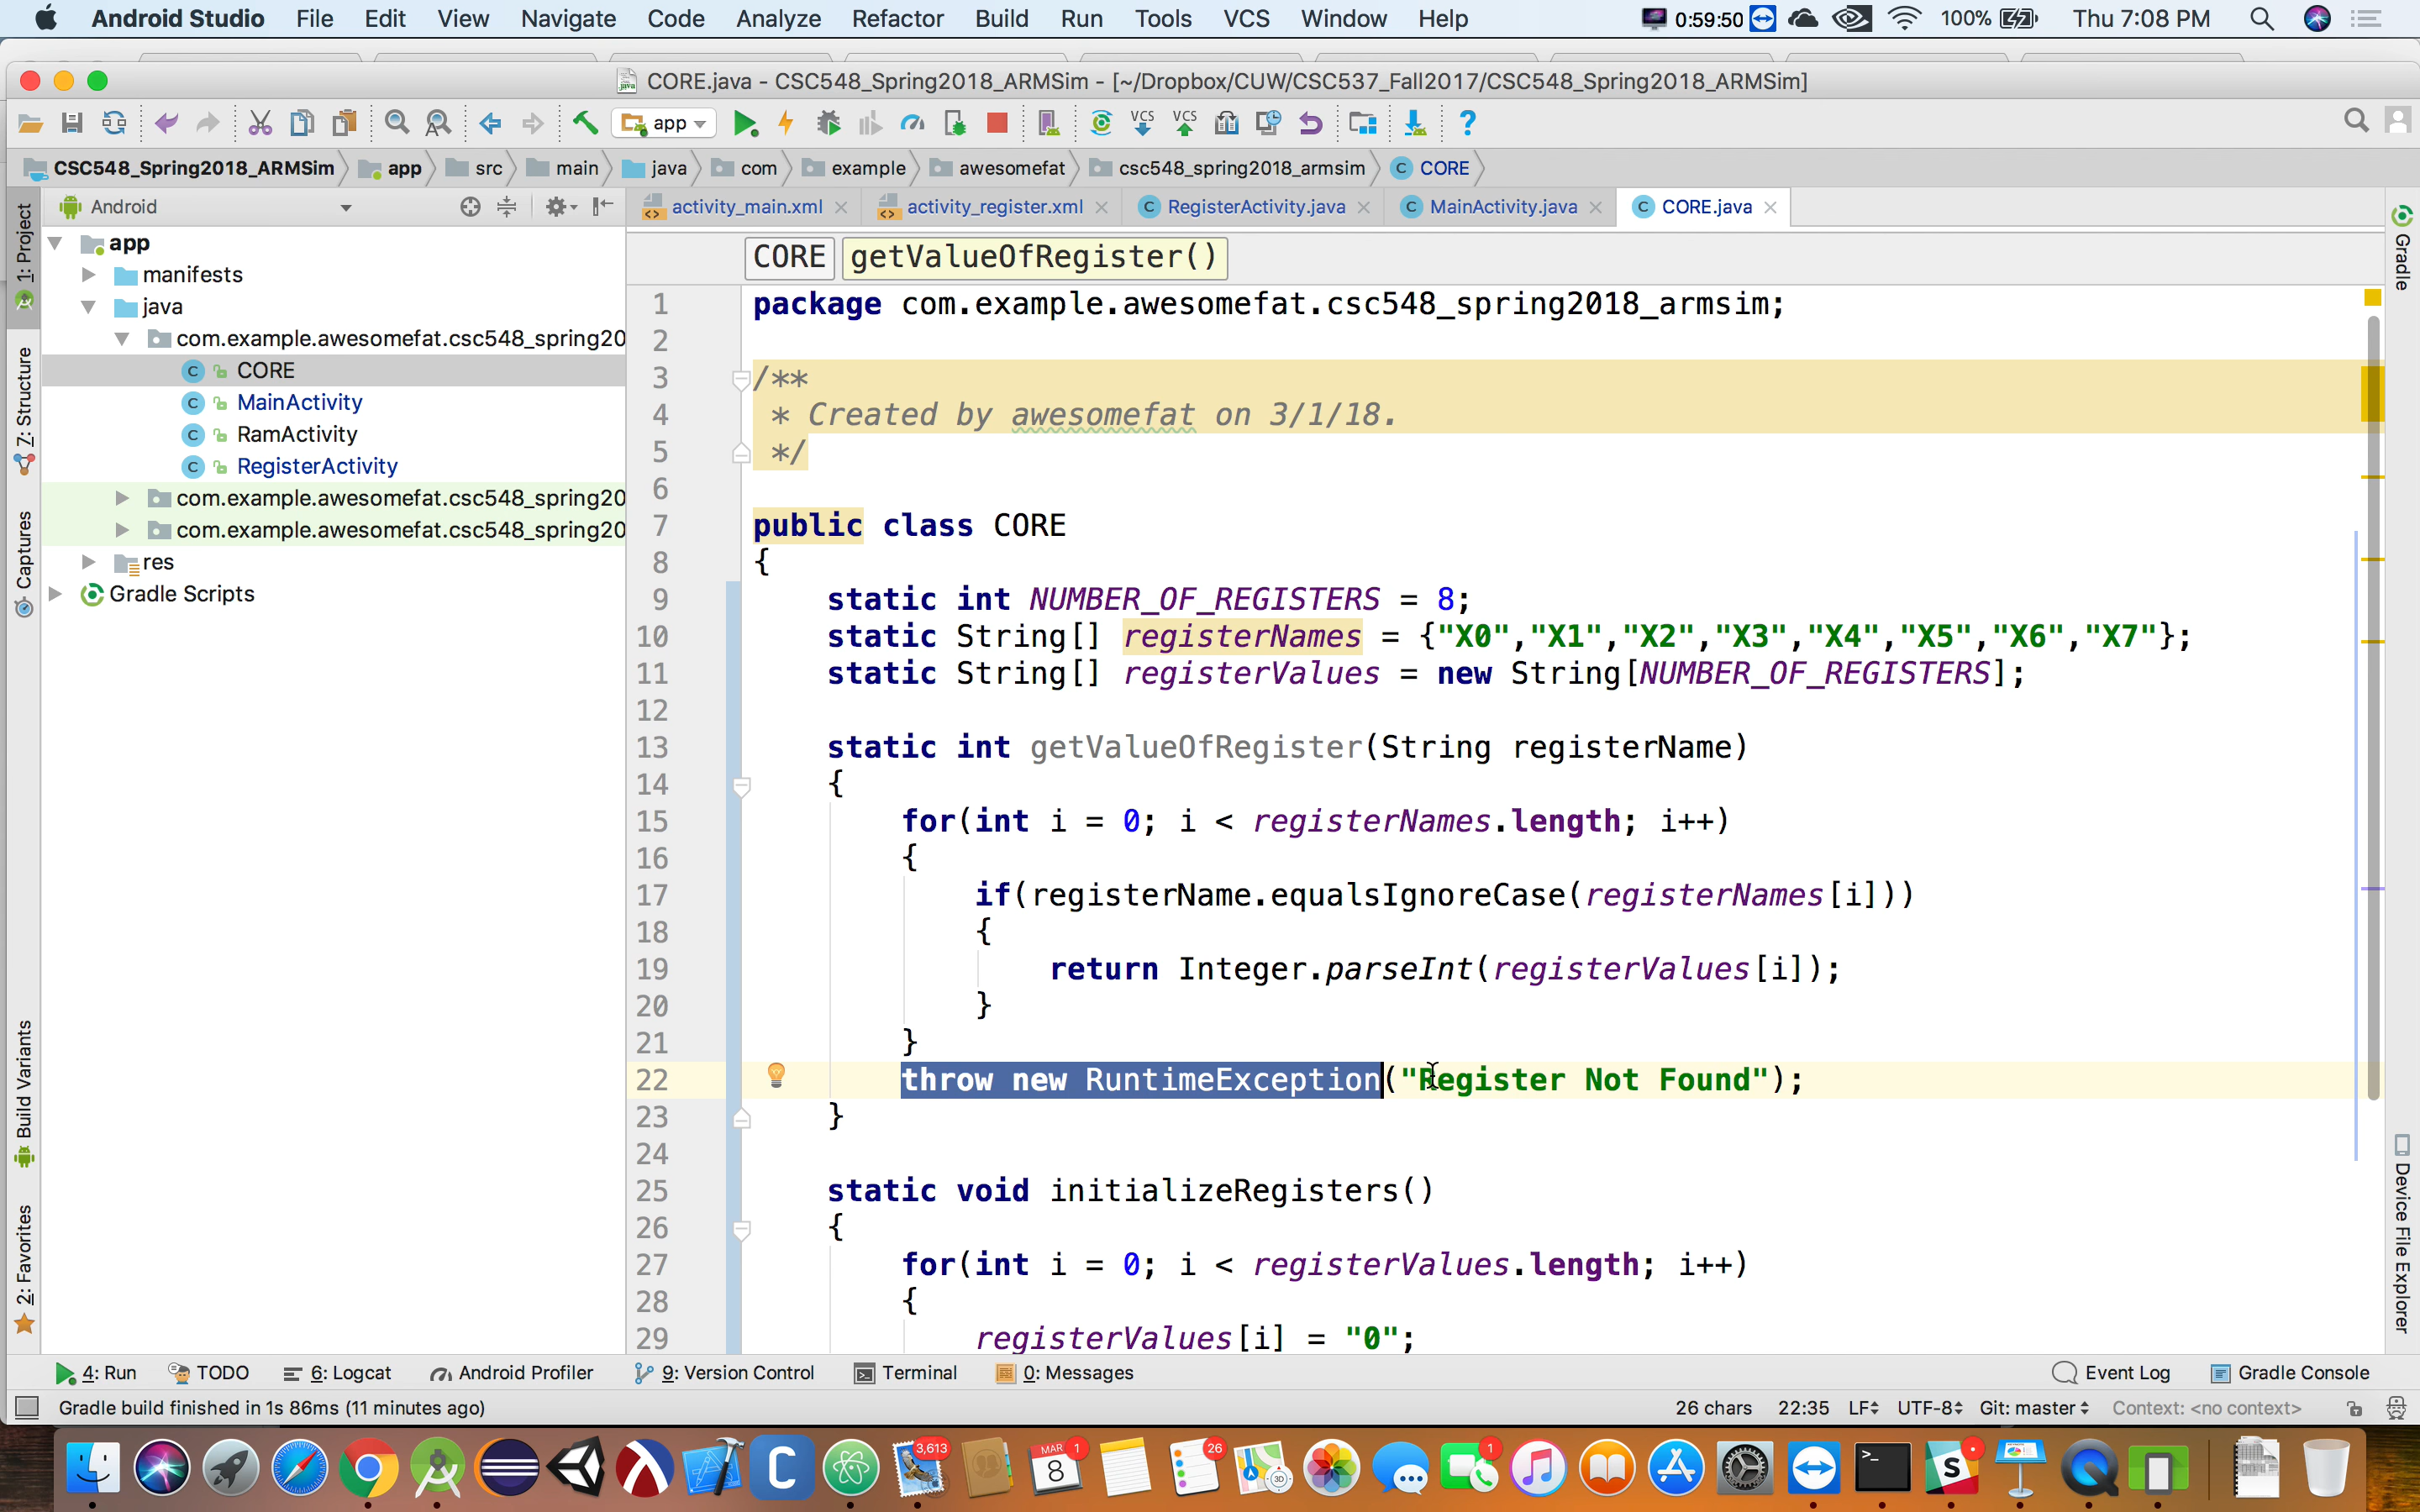 Android Studio File Edit View Navigate Code Analyze Refactor Build Run Tools VCS Window Help 0:59:50 100% Thu 7:08 PM
CORE.java - CSC548_Spring2018_ARMSim - [~/Dropbox/CUW/CSC537_Fall2017/CSC548_Spring2018_ARMSim]
app VCS VCS ?
CSC548_Spring2018_ARMSim app src main java com example awesomefat csc548_spring2018_armsim CORE
Android
activity_main.xml activity_register.xml RegisterActivity.java MainActivity.java CORE.java
1: Project
7: Structure
Captures
Build Variants
2: Favorites
app
manifests
java
com.example.awesomefat.csc548_spring20
CORE
MainActivity
RamActivity
RegisterActivity
com.example.awesomefat.csc548_spring20
com.example.awesomefat.csc548_spring20
res
Gradle Scripts
CORE getValueOfRegister()
1 package com.example.awesomefat.csc548_spring2018_armsim;
2
3 /**
4 * Created by awesomefat on 3/1/18.
5 */
6
7 public class CORE
8 {
9 static int NUMBER_OF_REGISTERS = 8;
10 static String[] registerNames = {"X0","X1","X2","X3","X4","X5","X6","X7"};
11 static String[] registerValues = new String[NUMBER_OF_REGISTERS];
12
13 static int getValueOfRegister(String registerName)
14 {
15 for(int i = 0; i < registerNames.length; i++)
16 {
17 if(registerName.equalsIgnoreCase(registerNames[i]))
18 {
19 return Integer.parseInt(registerValues[i]);
20 }
21 }
22 throw new RuntimeException("Register Not Found");
23 }
24
25 static void initializeRegisters()
26 {
27 for(int i = 0; i < registerValues.length; i++)
28 {
29 registerValues[i] = "0";
Gradle
Device File Explorer
4: Run TODO 6: Logcat Android Profiler 9: Version Control Terminal 0: Messages Event Log Gradle Console
Gradle build finished in 1s 86ms (11 minutes ago) 26 chars 22:35 LF UTF-8 Git: master Context: <no context>
3,613 MAR 8 1 26 3D 1